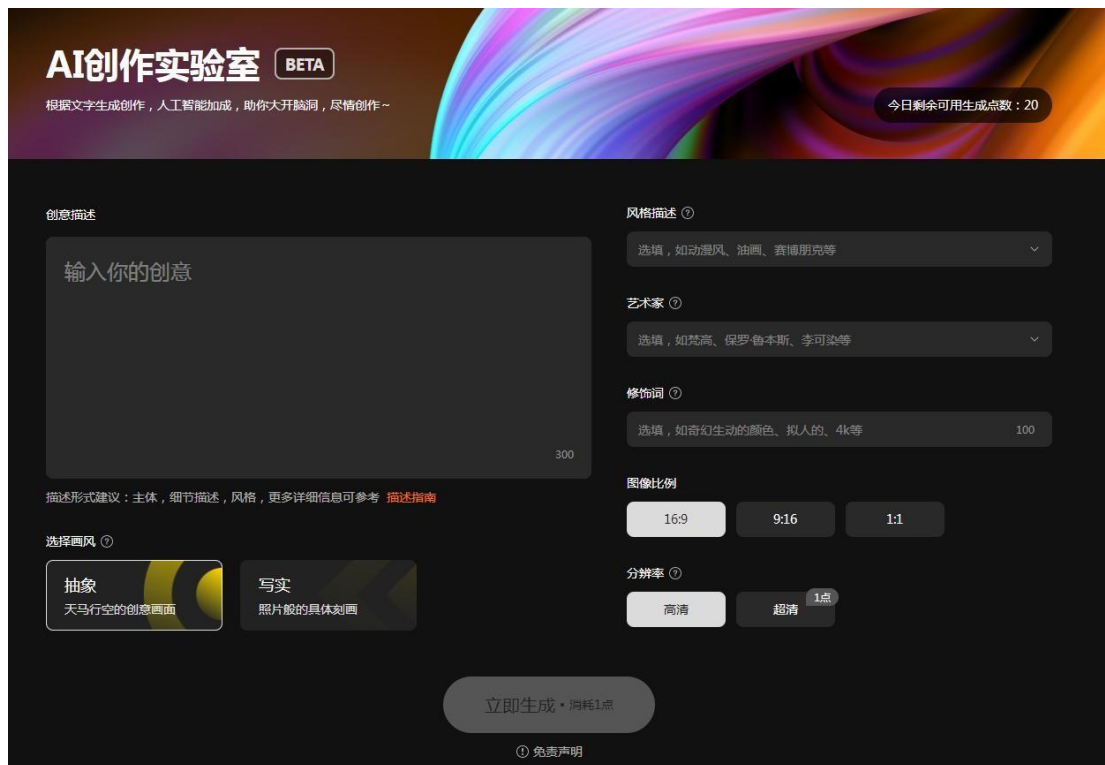 AI创作实验室 BETA
根据文字生成创作，人工智能加成，助你大开脑洞，尽情创作~
今日剩余可用生成点数：20
创意描述
输入你的创意
300
描述形式建议：主体，细节描述，风格，更多详细信息可参考 描述指南
选择画风 ?
抽象
天马行空的创意画面
写实
照片般的具体刻画
风格描述 ?
选填，如动漫风、油画、赛博朋克等
艺术家 ?
选填，如梵高、保罗·鲁本斯、李可染等
修饰词 ?
选填，如奇幻生动的颜色、拟人的、4k等 100
图像比例
16:9 9:16 1:1
分辨率 ?
高清 超清 1点
立即生成·消耗1点
! 免责声明